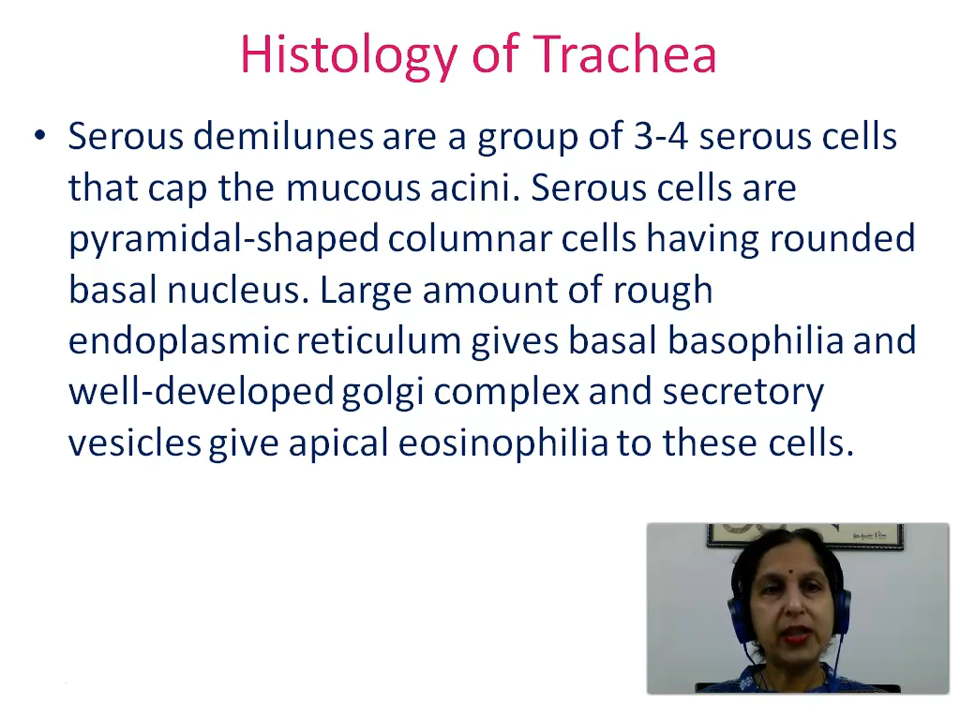 Histology of Trachea
• Serous demilunes are a group of 3-4 serous cells
that cap the mucous acini. Serous cells are
pyramidal-shaped columnar cells having rounded
basal nucleus. Large amount of rough
endoplasmic reticulum gives basal basophilia and
well-developed golgi complex and secretory
vesicles give apical eosinophilia to these cells.